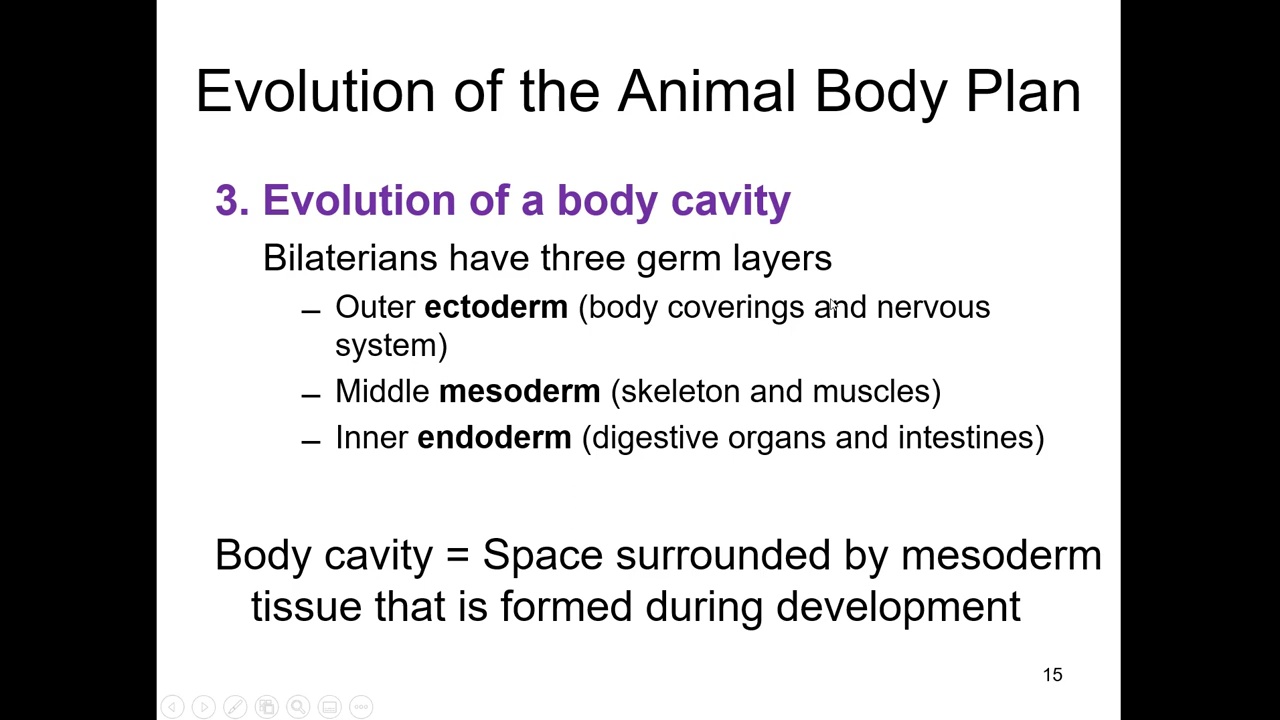 Evolution of the Animal Body Plan
3. Evolution of a body cavity
Bilaterians have three germ layers
– Outer ectoderm (body coverings and nervous
system)
– Middle mesoderm (skeleton and muscles)
– Inner endoderm (digestive organs and intestines)
Body cavity = Space surrounded by mesoderm
tissue that is formed during development
15